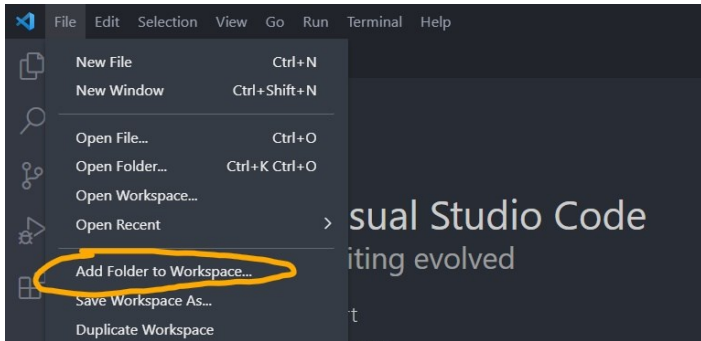 File Edit Selection View Go Run Terminal Help
New File Ctrl+N
New Window Ctrl+Shift+N
Open File... Ctrl+O
Open Folder... Ctrl+K Ctrl+O
Open Workspace...
Open Recent
sual Studio Code
iting evolved
Add Folder to Workspace...
Save Workspace As...
Duplicate Workspace